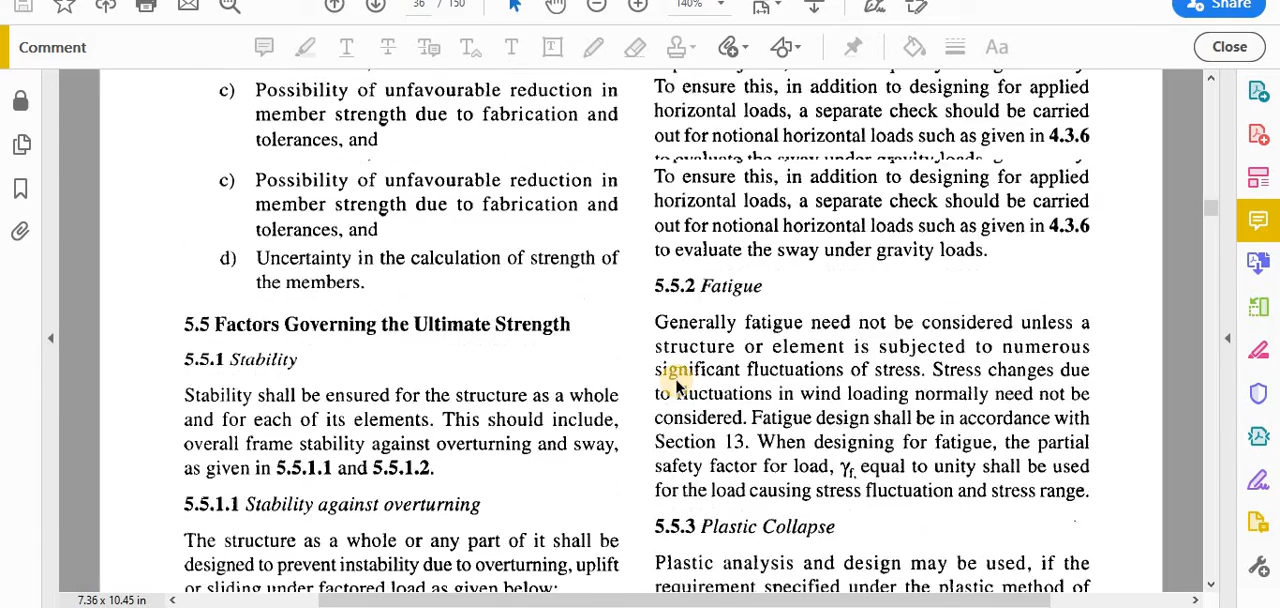 36 / 150
140%
Share
Comment
Close
c) Possibility of unfavourable reduction in
member strength due to fabrication and
tolerances, and
c) Possibility of unfavourable reduction in
member strength due to fabrication and
tolerances, and
d) Uncertainty in the calculation of strength of
the members.
5.5 Factors Governing the Ultimate Strength
5.5.1 Stability
Stability shall be ensured for the structure as a whole
and for each of its elements. This should include,
overall frame stability against overturning and sway,
as given in 5.5.1.1 and 5.5.1.2.
5.5.1.1 Stability against overturning
The structure as a whole or any part of it shall be
designed to prevent instability due to overturning, uplift
or sliding under factored load as given below:
To ensure this, in addition to designing for applied
horizontal loads, a separate check should be carried
out for notional horizontal loads such as given in 4.3.6
to evaluate the sway under gravity loads.
To ensure this, in addition to designing for applied
horizontal loads, a separate check should be carried
out for notional horizontal loads such as given in 4.3.6
to evaluate the sway under gravity loads.
5.5.2 Fatigue
Generally fatigue need not be considered unless a
structure or element is subjected to numerous
significant fluctuations of stress. Stress changes due
to fluctuations in wind loading normally need not be
considered. Fatigue design shall be in accordance with
Section 13. When designing for fatigue, the partial
safety factor for load, γf, equal to unity shall be used
for the load causing stress fluctuation and stress range.
5.5.3 Plastic Collapse
Plastic analysis and design may be used, if the
requirement specified under the plastic method of
7.36 x 10.45 in